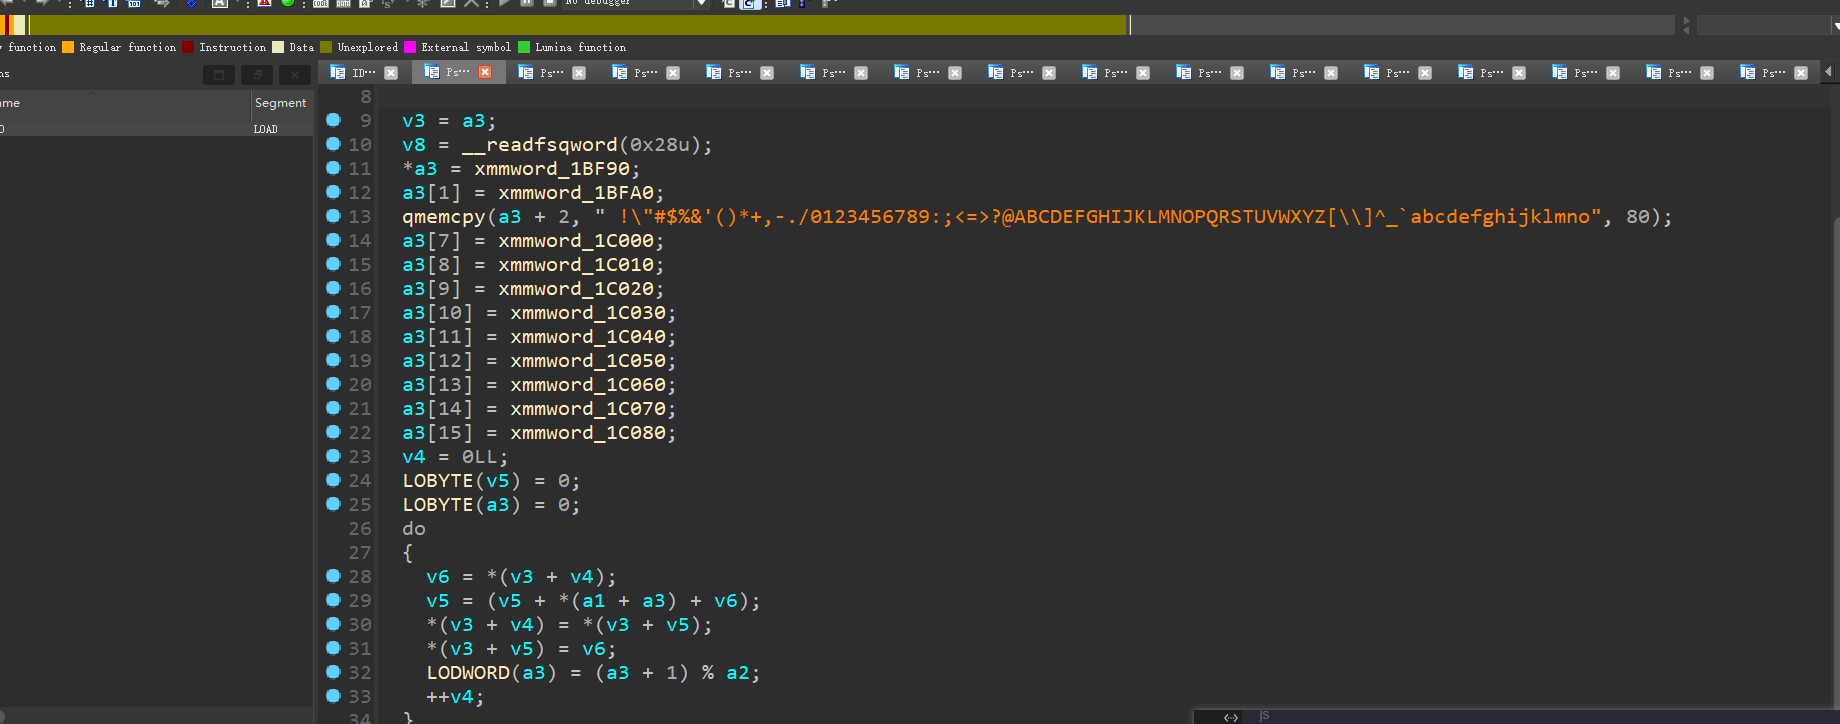 No debugger
function Regular function Instruction Data Unexplored External symbol Lumina function
ID··· Ps··· Ps··· Ps··· Ps··· Ps··· Ps··· Ps··· Ps··· Ps··· Ps··· Ps··· Ps··· Ps··· Ps··· Ps···
Segment
LOAD
8
9 v3 = a3;
10 v8 = __readfsqword(0x28u);
11 *a3 = xmmword_1BF90;
12 a3[1] = xmmword_1BFA0;
13 qmemcpy(a3 + 2, " !\"#$%&'()*+,-./0123456789:;<=>?@ABCDEFGHIJKLMNOPQRSTUVWXYZ[\\]^_`abcdefghijklmno", 80);
14 a3[7] = xmmword_1C000;
15 a3[8] = xmmword_1C010;
16 a3[9] = xmmword_1C020;
17 a3[10] = xmmword_1C030;
18 a3[11] = xmmword_1C040;
19 a3[12] = xmmword_1C050;
20 a3[13] = xmmword_1C060;
21 a3[14] = xmmword_1C070;
22 a3[15] = xmmword_1C080;
23 v4 = 0LL;
24 LOBYTE(v5) = 0;
25 LOBYTE(a3) = 0;
26 do
27 {
28 v6 = *(v3 + v4);
29 v5 = (v5 + *(a1 + a3) + v6);
30 *(v3 + v4) = *(v3 + v5);
31 *(v3 + v5) = v6;
32 LODWORD(a3) = (a3 + 1) % a2;
33 ++v4;
34 }
JS